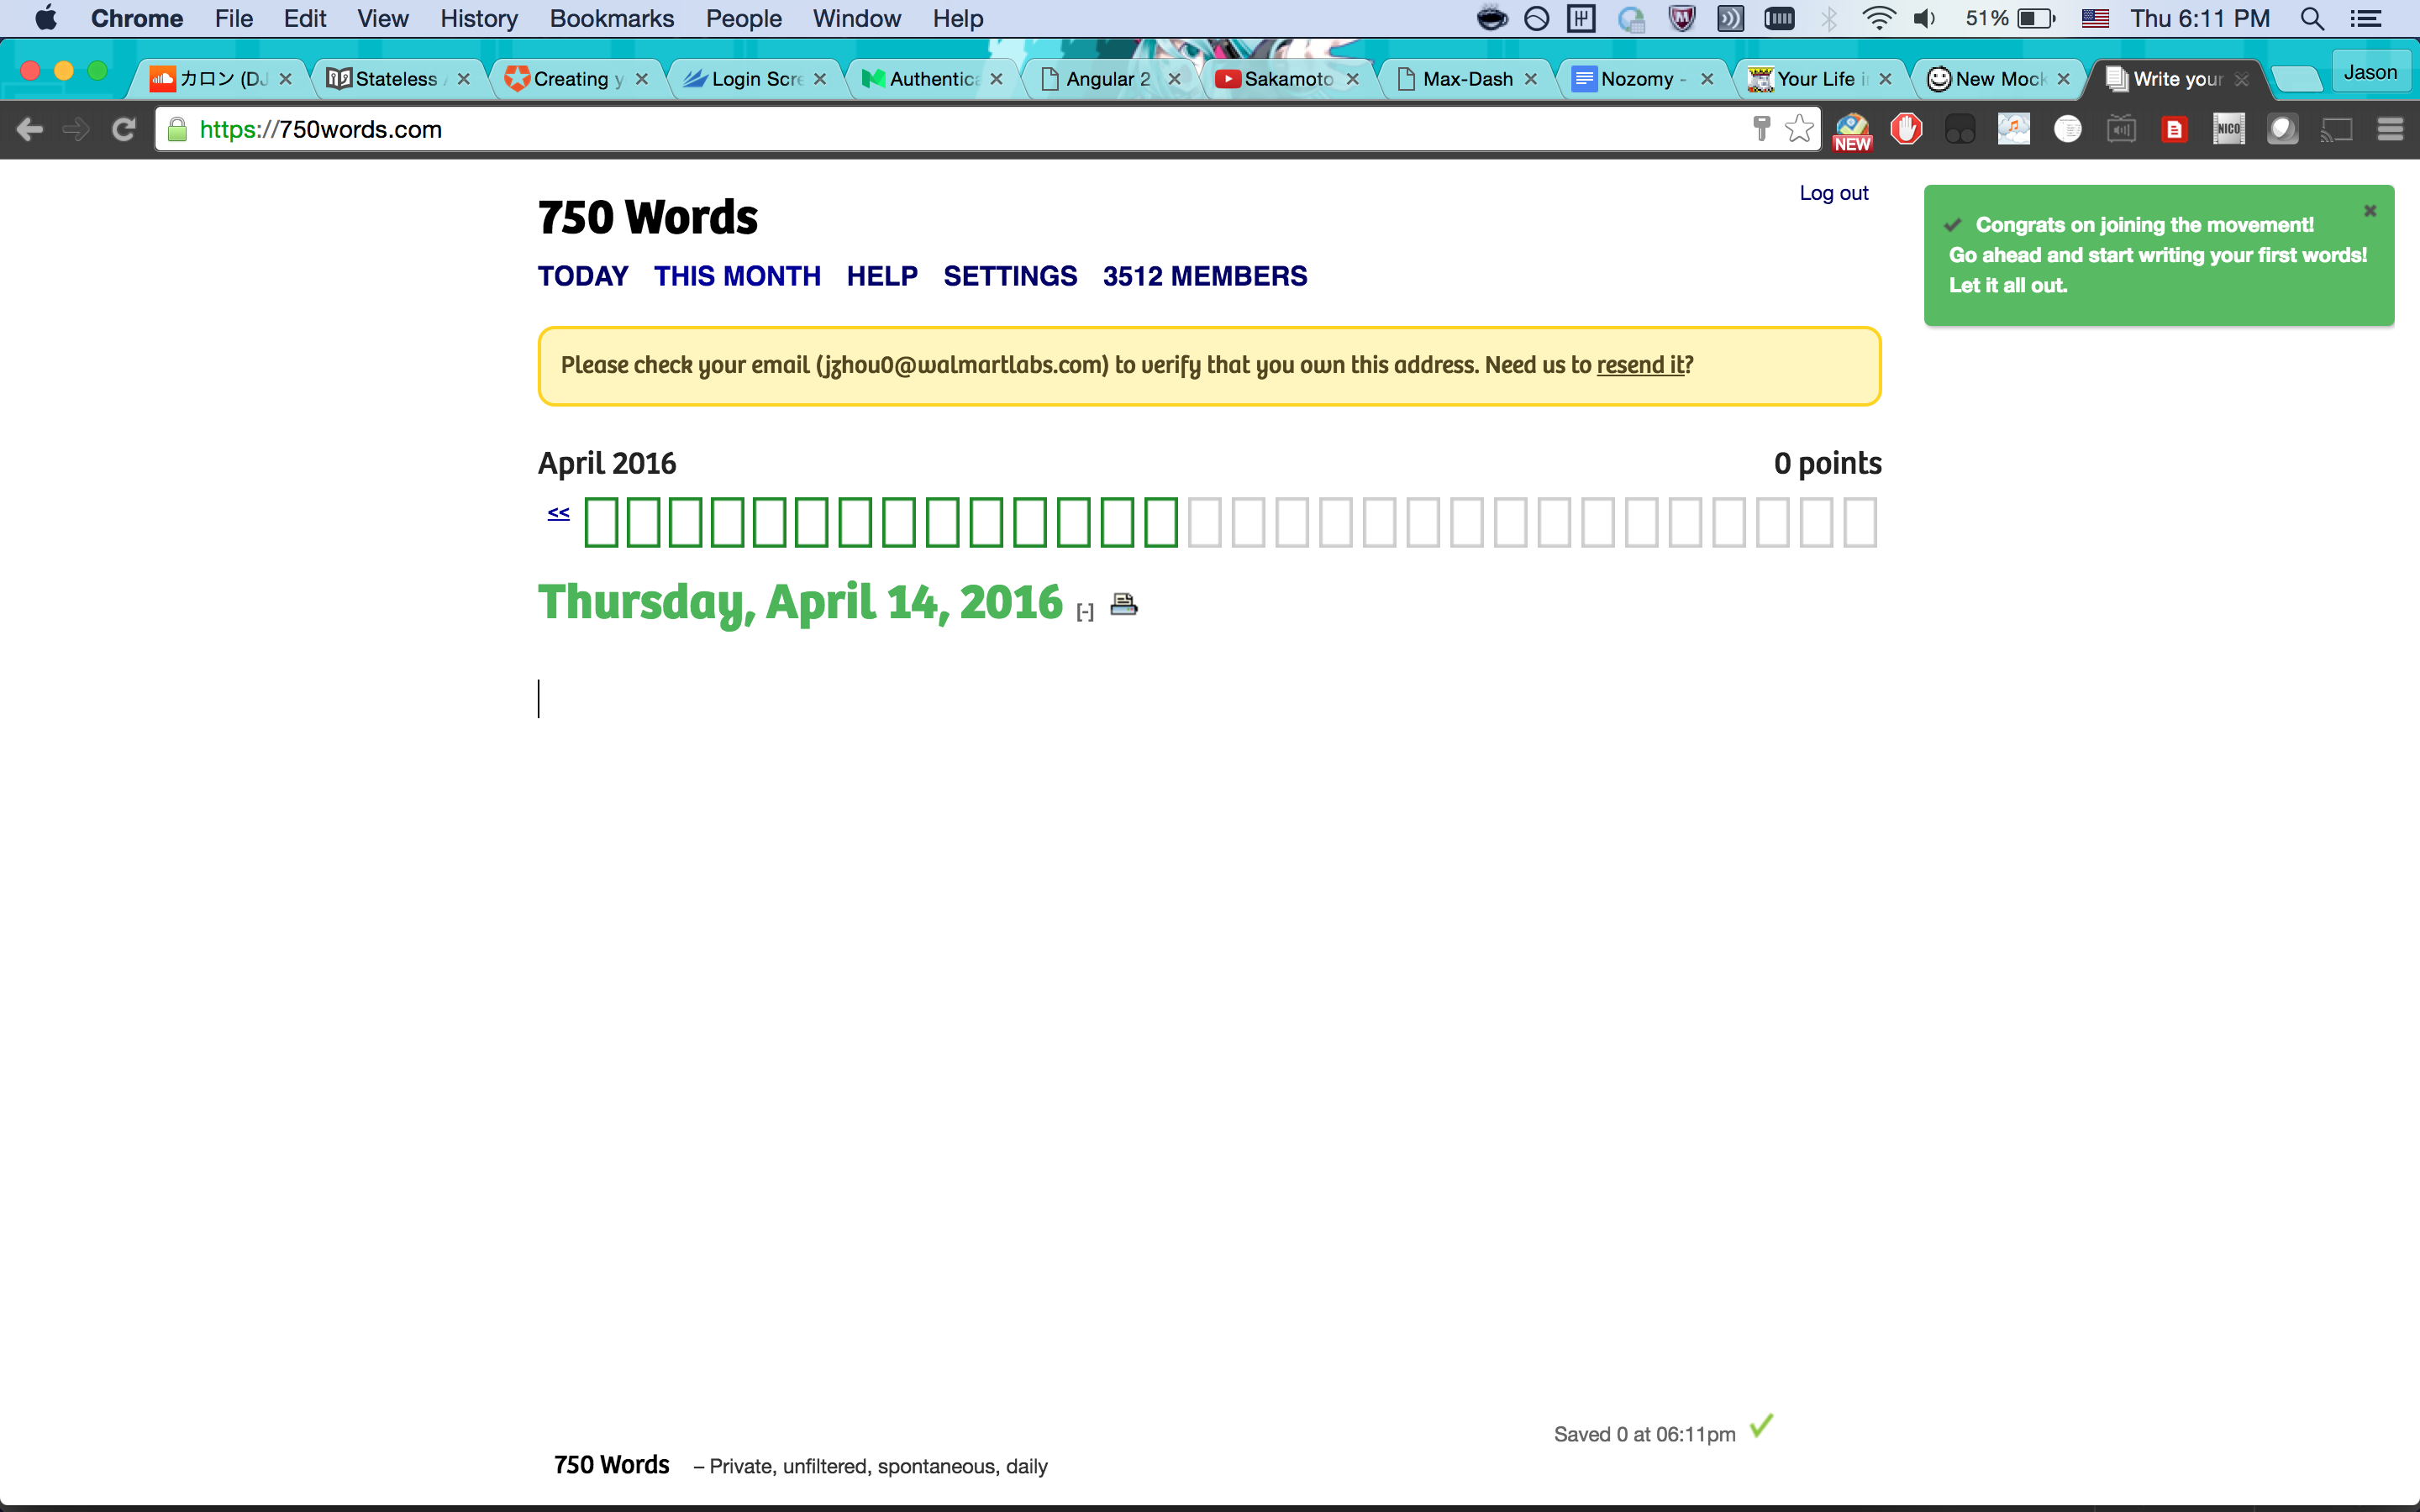 Chrome File Edit View History Bookmarks People Window Help 51% Thu 6:11 PM
カロン (DJ Stateless Creating y Login Scre Authentica Angular 2 Sakamoto Max-Dash Nozomy - Your Life i New Mock Write your Jason
https://750words.com NEW NICO
Log out
750 Words
TODAY THIS MONTH HELP SETTINGS 3512 MEMBERS
Congrats on joining the movement!
Go ahead and start writing your first words!
Let it all out.
Please check your email (jzhou0@walmartlabs.com) to verify that you own this address. Need us to resend it?
April 2016 0 points
<<
Thursday, April 14, 2016 [-]
Saved 0 at 06:11pm
750 Words – Private, unfiltered, spontaneous, daily